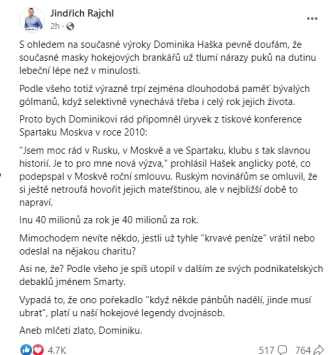 Jindřich Rajchl
2h ·
S ohledem na současné výroky Dominika Haška pevně doufám, že
současné masky hokejových brankářů už tlumí nárazy puků na dutinu
lebeční lépe než v minulosti.
Podle všeho totiž výrazně trpí zejména dlouhodobá paměť bývalých
gólmanů, když selektivně vynechává třeba i celý rok jejich života.
Proto bych Dominikovi rád připomněl úryvek z tiskové konference
Spartaku Moskva v roce 2010:
"Jsem moc rád v Rusku, v Moskvě a ve Spartaku, klubu s tak slavnou
historií. Je to pro mne nová výzva," prohlásil Hašek anglicky poté, co
podepsal v Moskvě roční smlouvu. Ruským novinářům se omluvil, že
si ještě netroufá hovořit jejich mateřštinou, ale v nejbližší době to
napraví.
Inu 40 milionů za rok je 40 milionů za rok.
Mimochodem nevíte někdo, jestli už tyhle "krvavé peníze" vrátil nebo
odeslal na nějakou charitu?
Asi ne, že? Podle všeho je spíš utopil v dalším ze svých podnikatelských
debaklů jménem Smarty.
Vypadá to, že ono pořekadlo "když někde pánbůh nadělí, jinde musí
ubrat", platí u naší hokejové legendy dvojnásob.
Aneb mlčeti zlato, Dominiku.
4.7K 517 764